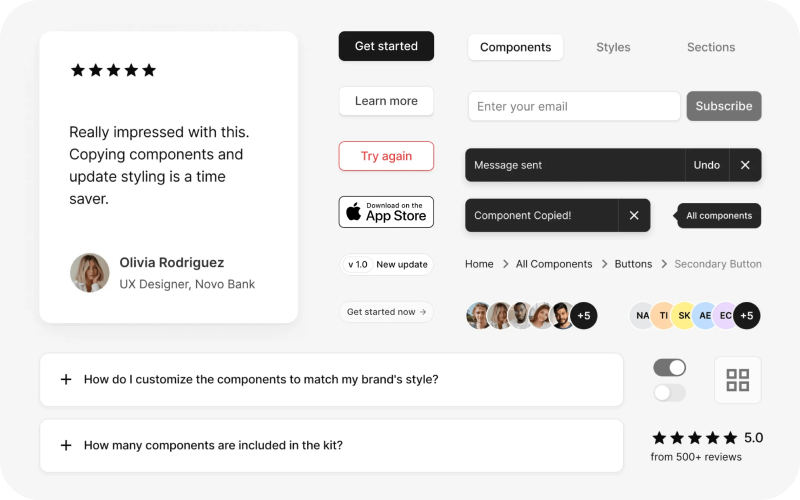 Really impressed with this.
Copying components and
update styling is a time
saver.
Olivia Rodriguez
UX Designer, Novo Bank
Get started
Learn more
Try again
Download on the
App Store
v 1.0 New update
Get started now →
Components Styles Sections
Enter your email Subscribe
Message sent Undo
Component Copied! All components
Home > All Components > Buttons > Secondary Button
+5 NA TI SK AE EC +5
How do I customize the components to match my brand's style?
How many components are included in the kit?
5.0
from 500+ reviews